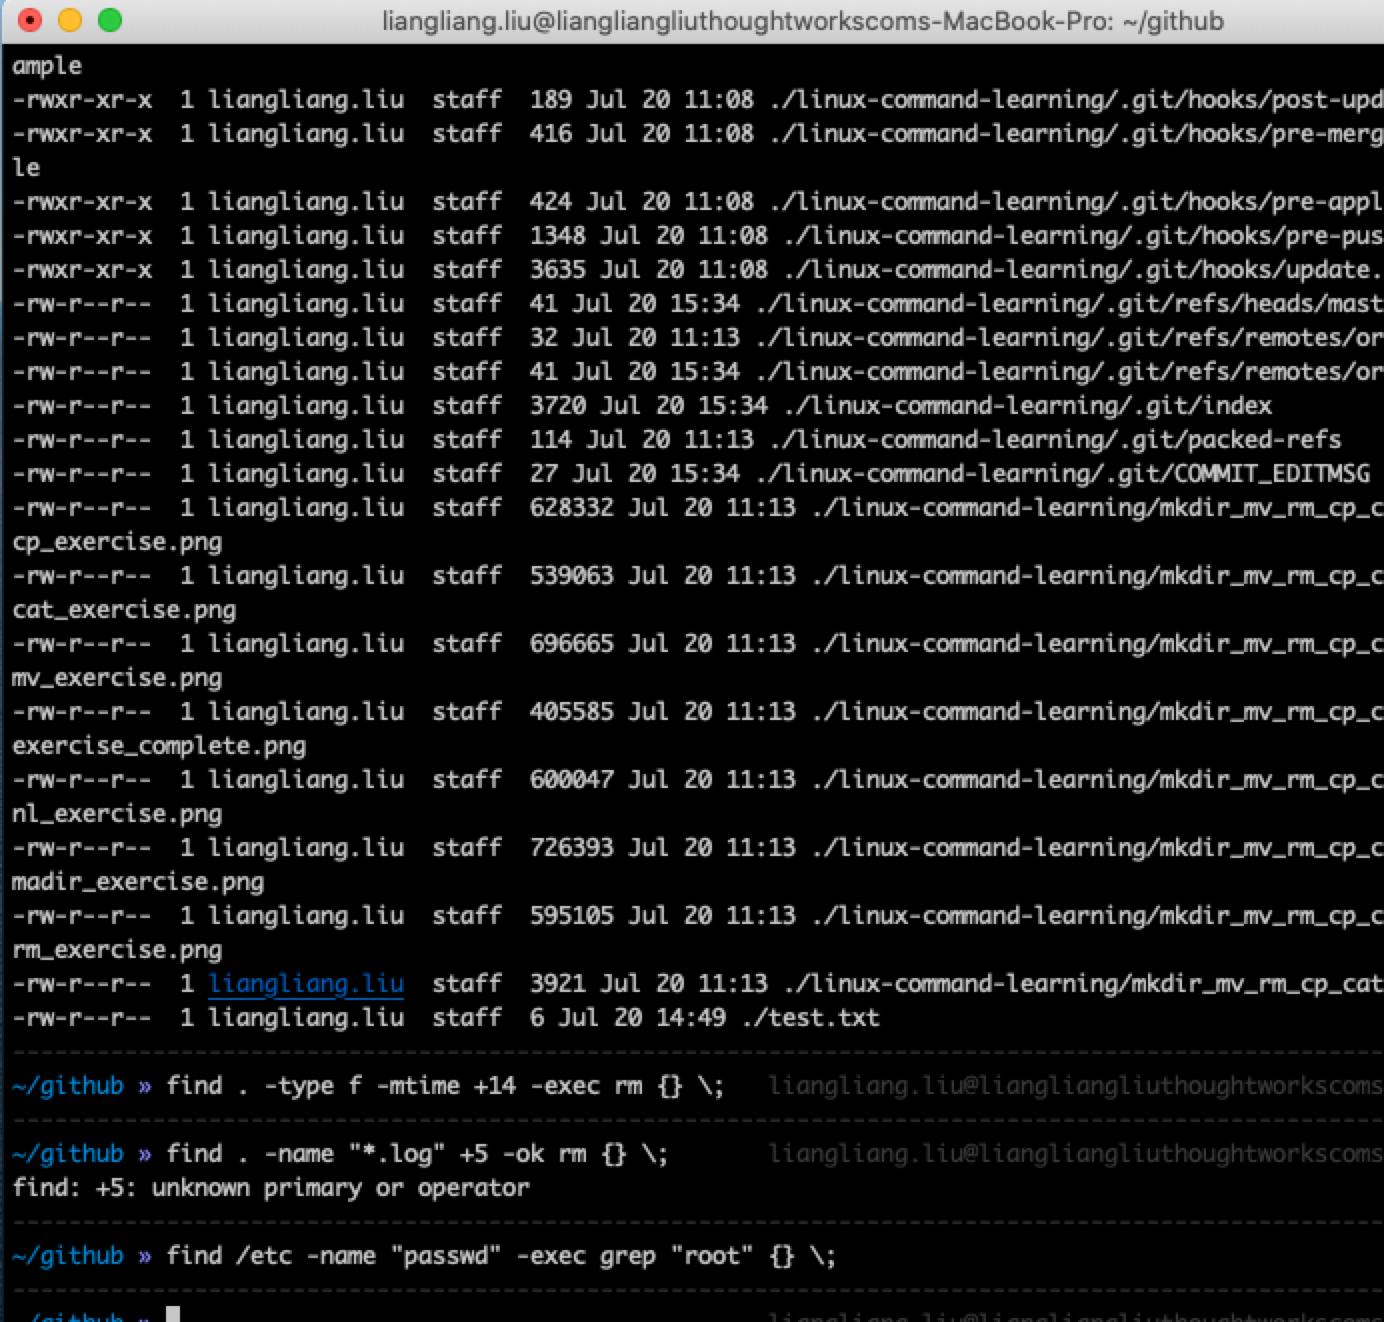 liangliang.liu@liangliangliuthoughtworkscoms-MacBook-Pro: ~/github
ample
-rwxr-xr-x  1 liangliang.liu  staff  189 Jul 20 11:08 ./linux-command-learning/.git/hooks/post-upd
-rwxr-xr-x  1 liangliang.liu  staff  416 Jul 20 11:08 ./linux-command-learning/.git/hooks/pre-merg
le
-rwxr-xr-x  1 liangliang.liu  staff  424 Jul 20 11:08 ./linux-command-learning/.git/hooks/pre-appl
-rwxr-xr-x  1 liangliang.liu  staff  1348 Jul 20 11:08 ./linux-command-learning/.git/hooks/pre-pus
-rwxr-xr-x  1 liangliang.liu  staff  3635 Jul 20 11:08 ./linux-command-learning/.git/hooks/update.
-rw-r--r--  1 liangliang.liu  staff  41 Jul 20 15:34 ./linux-command-learning/.git/refs/heads/mast
-rw-r--r--  1 liangliang.liu  staff  32 Jul 20 11:13 ./linux-command-learning/.git/refs/remotes/or
-rw-r--r--  1 liangliang.liu  staff  41 Jul 20 15:34 ./linux-command-learning/.git/refs/remotes/or
-rw-r--r--  1 liangliang.liu  staff  3720 Jul 20 15:34 ./linux-command-learning/.git/index
-rw-r--r--  1 liangliang.liu  staff  114 Jul 20 11:13 ./linux-command-learning/.git/packed-refs
-rw-r--r--  1 liangliang.liu  staff  27 Jul 20 15:34 ./linux-command-learning/.git/COMMIT_EDITMSG
-rw-r--r--  1 liangliang.liu  staff  628332 Jul 20 11:13 ./linux-command-learning/mkdir_mv_rm_cp_c
cp_exercise.png
-rw-r--r--  1 liangliang.liu  staff  539063 Jul 20 11:13 ./linux-command-learning/mkdir_mv_rm_cp_c
cat_exercise.png
-rw-r--r--  1 liangliang.liu  staff  696665 Jul 20 11:13 ./linux-command-learning/mkdir_mv_rm_cp_c
mv_exercise.png
-rw-r--r--  1 liangliang.liu  staff  405585 Jul 20 11:13 ./linux-command-learning/mkdir_mv_rm_cp_c
exercise_complete.png
-rw-r--r--  1 liangliang.liu  staff  600047 Jul 20 11:13 ./linux-command-learning/mkdir_mv_rm_cp_c
nl_exercise.png
-rw-r--r--  1 liangliang.liu  staff  726393 Jul 20 11:13 ./linux-command-learning/mkdir_mv_rm_cp_c
madir_exercise.png
-rw-r--r--  1 liangliang.liu  staff  595105 Jul 20 11:13 ./linux-command-learning/mkdir_mv_rm_cp_c
rm_exercise.png
-rw-r--r--  1 liangliang.liu  staff  3921 Jul 20 11:13 ./linux-command-learning/mkdir_mv_rm_cp_cat
-rw-r--r--  1 liangliang.liu  staff  6 Jul 20 14:49 ./test.txt
~/github » find . -type f -mtime +14 -exec rm {} \;   liangliang.liu@liangliangliuthoughtworkscoms
~/github » find . -name "*.log" +5 -ok rm {} \;       liangliang.liu@liangliangliuthoughtworkscoms
find: +5: unknown primary or operator
~/github » find /etc -name "passwd" -exec grep "root" {} \;
~/github »                                            liangliang.liu@liangliangliuthoughtworkscoms